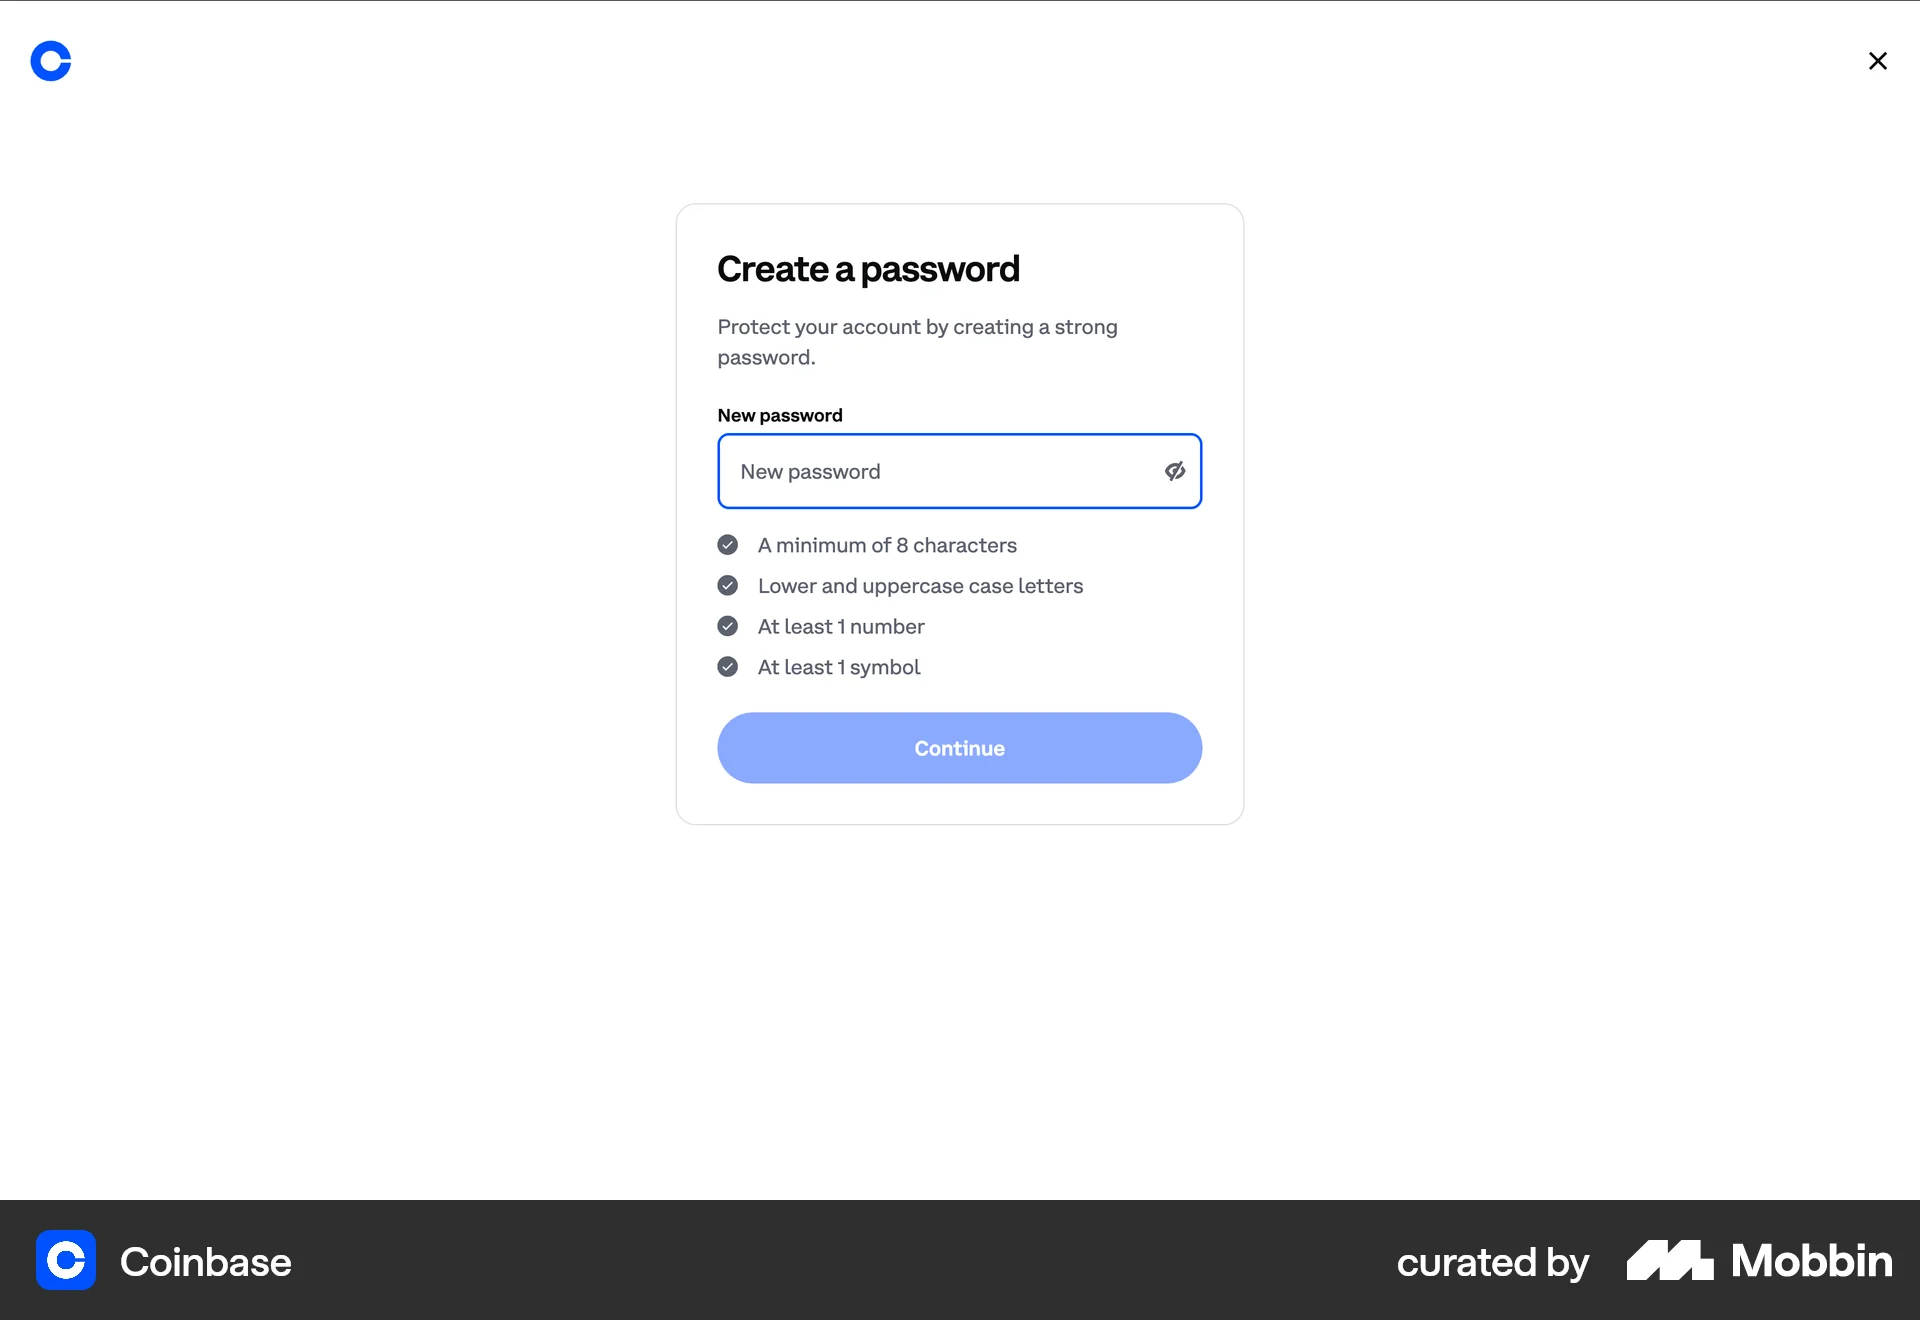 Create a password
Protect your account by creating a strong
password.
New password
New password
A minimum of 8 characters
Lower and uppercase case letters
At least 1 number
At least 1 symbol
Continue
Coinbase
curated by Mobbin